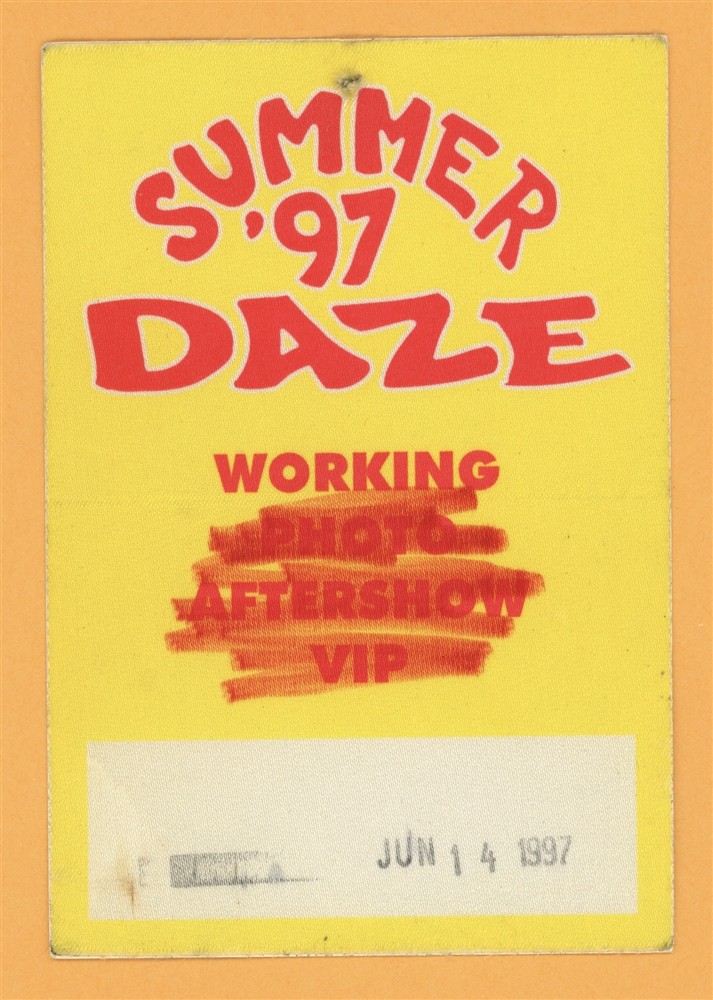 SUMMER
'97
DAZE
WORKING
PHOTO
AFTERSHOW
VIP
JUN 14 1997